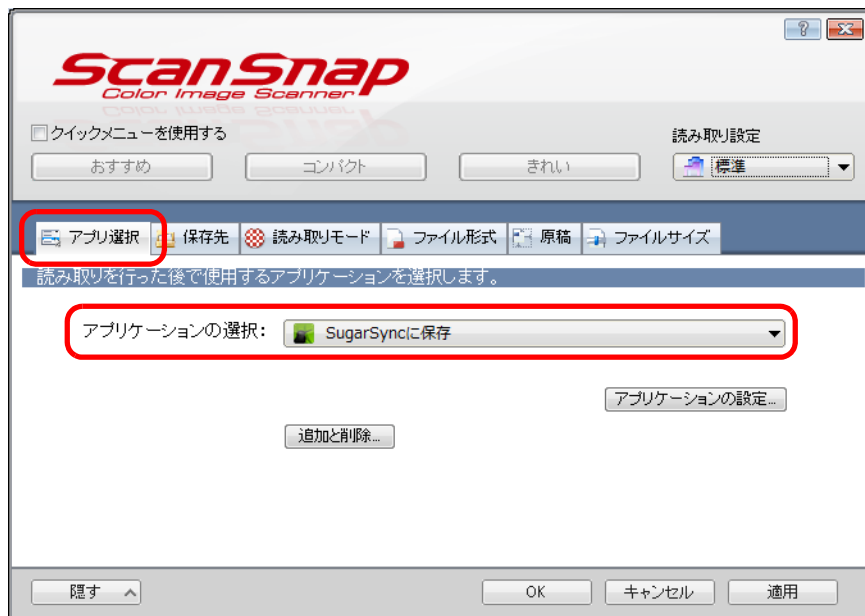 ScanSnap
Color Image Scanner
クイックメニューを使用する
読み取り設定
おすすめ
コンパクト
きれい
標準
アプリ選択
保存先
読み取りモード
ファイル形式
原稿
ファイルサイズ
読み取りを行った後で使用するアプリケーションを選択します。
アプリケーションの選択:
SugarSyncに保存
アプリケーションの設定...
追加と削除...
隠す
OK
キャンセル
適用